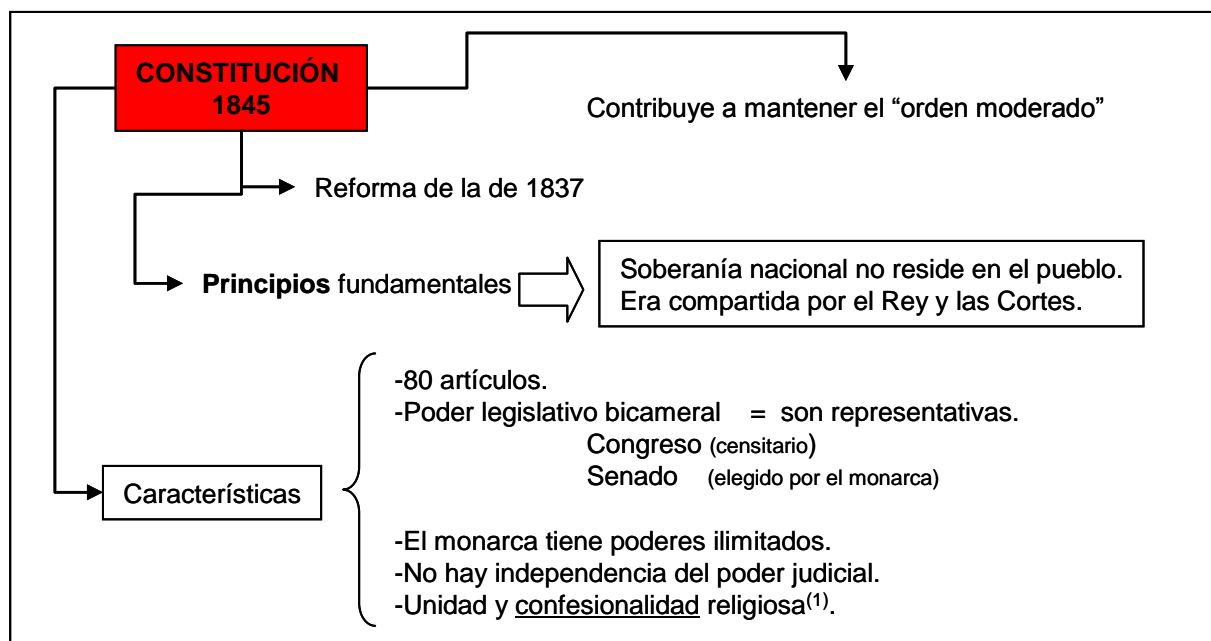 CONSTITUCIÓN
1845
Contribuye a mantener el “orden moderado”
Reforma de la de 1837
Principios fundamentales
Soberanía nacional no reside en el pueblo.
Era compartida por el Rey y las Cortes.
Características
-80 artículos.
-Poder legislativo bicameral = son representativas.
Congreso (censitario)
Senado (elegido por el monarca)
-El monarca tiene poderes ilimitados.
-No hay independencia del poder judicial.
-Unidad y confesionalidad religiosa(1).